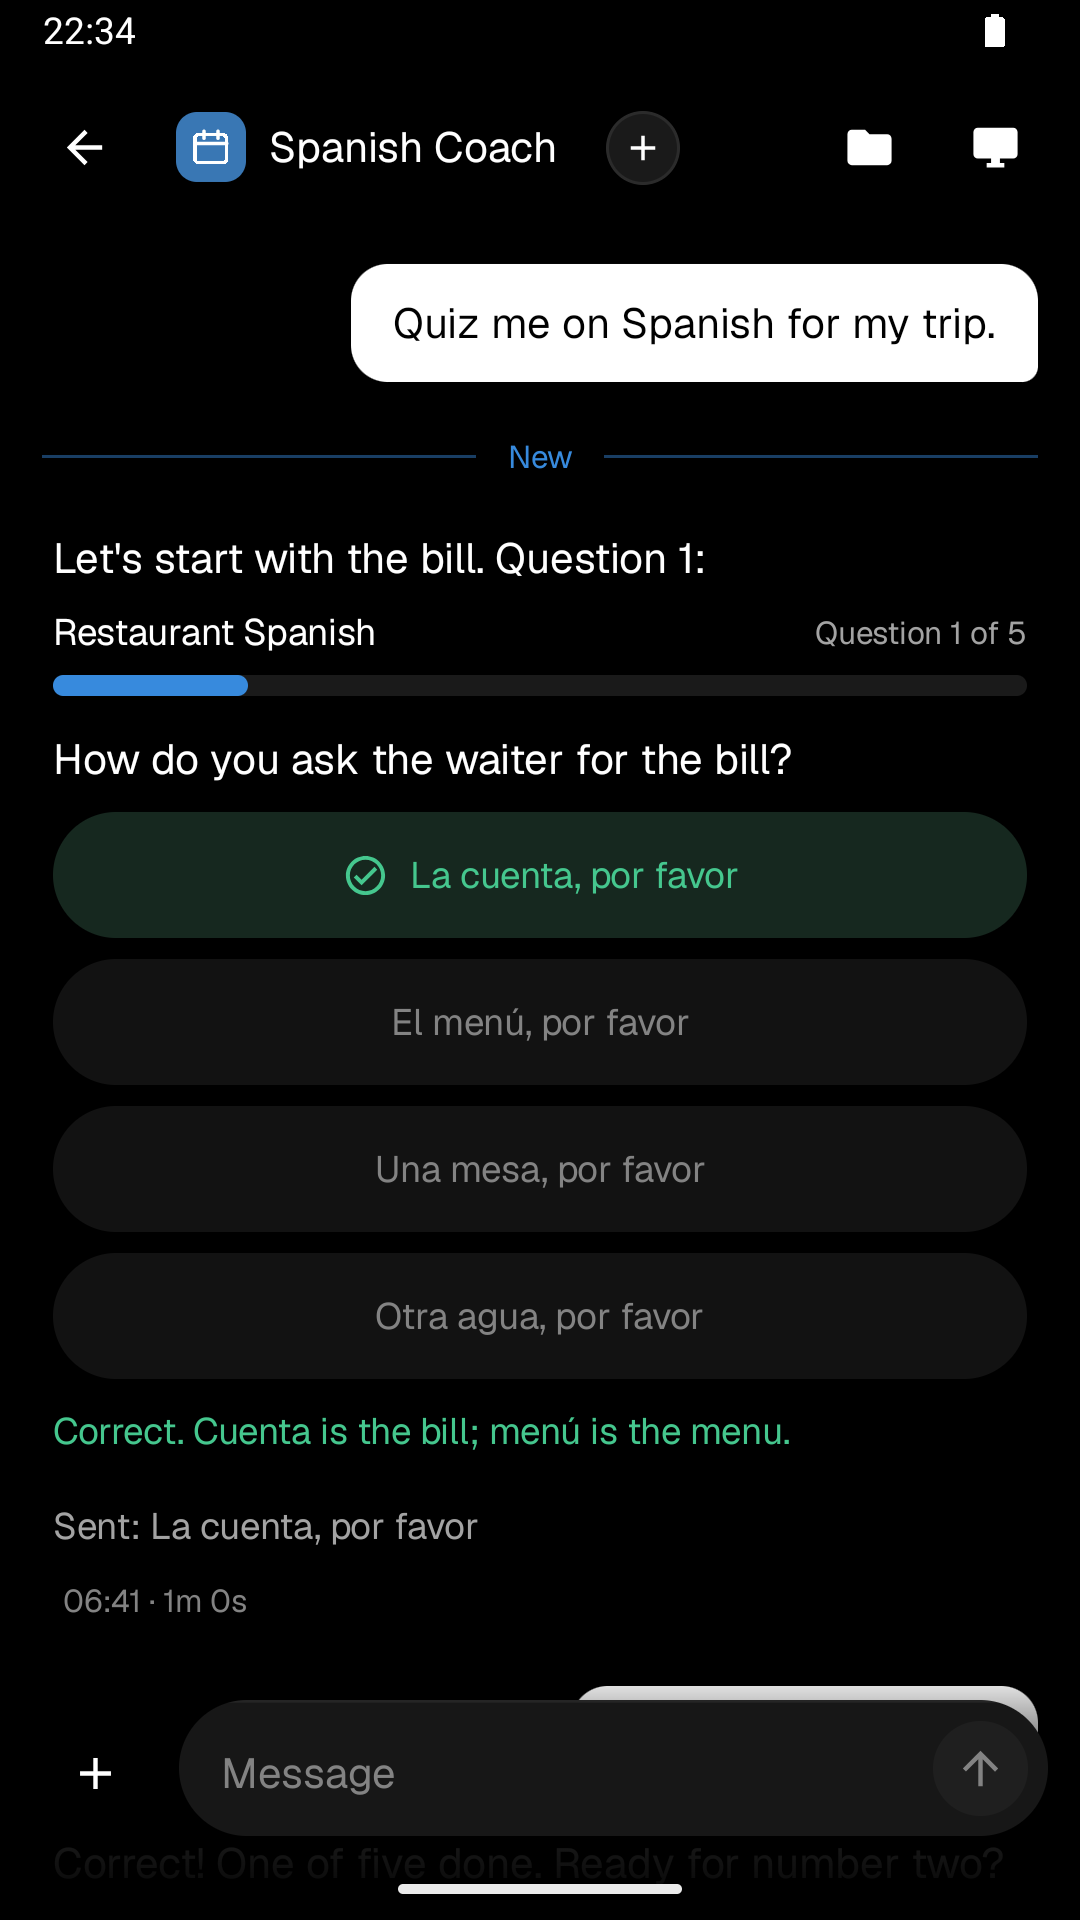 22:34
Spanish Coach
Quiz me on Spanish for my trip.
New
Let's start with the bill. Question 1:
Restaurant Spanish
Question 1 of 5
How do you ask the waiter for the bill?
La cuenta, por favor
El menú, por favor
Una mesa, por favor
Otra agua, por favor
Correct. Cuenta is the bill; menú is the menu.
Sent: La cuenta, por favor
06:41 · 1m 0s
Message
Correct! One of five done. Ready for number two?